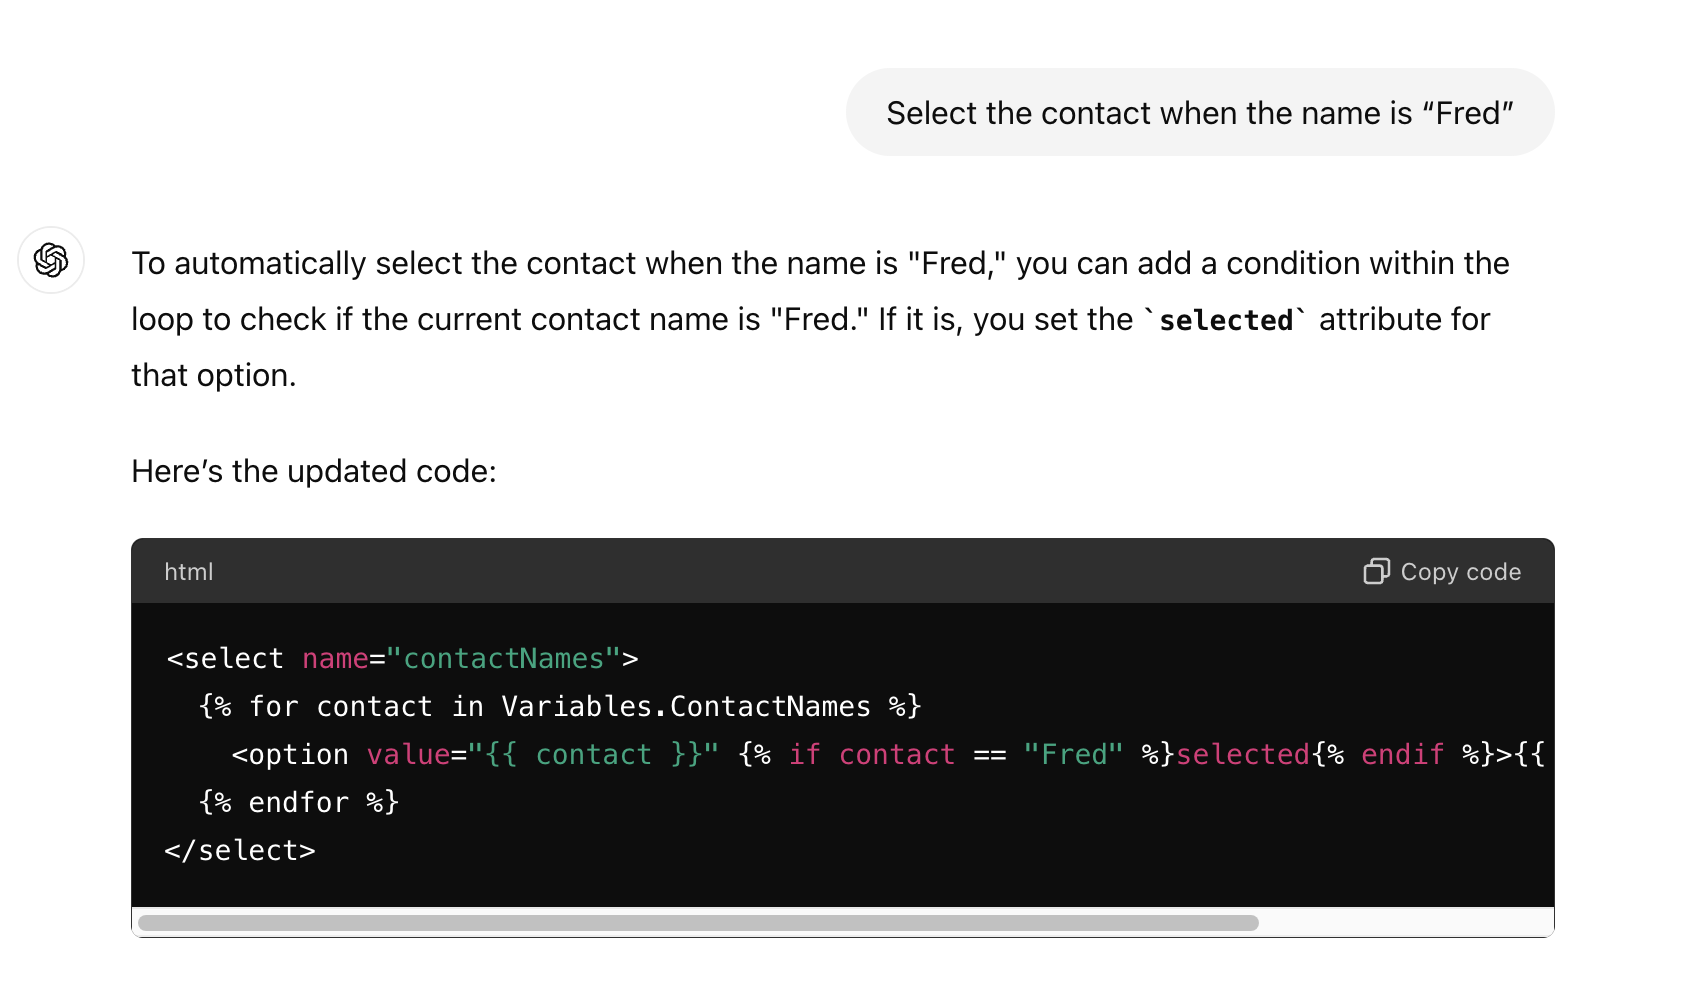 Select the contact when the name is “Fred”
To automatically select the contact when the name is "Fred," you can add a condition within the
loop to check if the current contact name is "Fred." If it is, you set the `selected` attribute for
that option.
Here’s the updated code:
html
Copy code
<select name="contactNames">
  {% for contact in Variables.ContactNames %}
    <option value="{{ contact }}" {% if contact == "Fred" %}selected{% endif %}>{{
  {% endfor %}
</select>